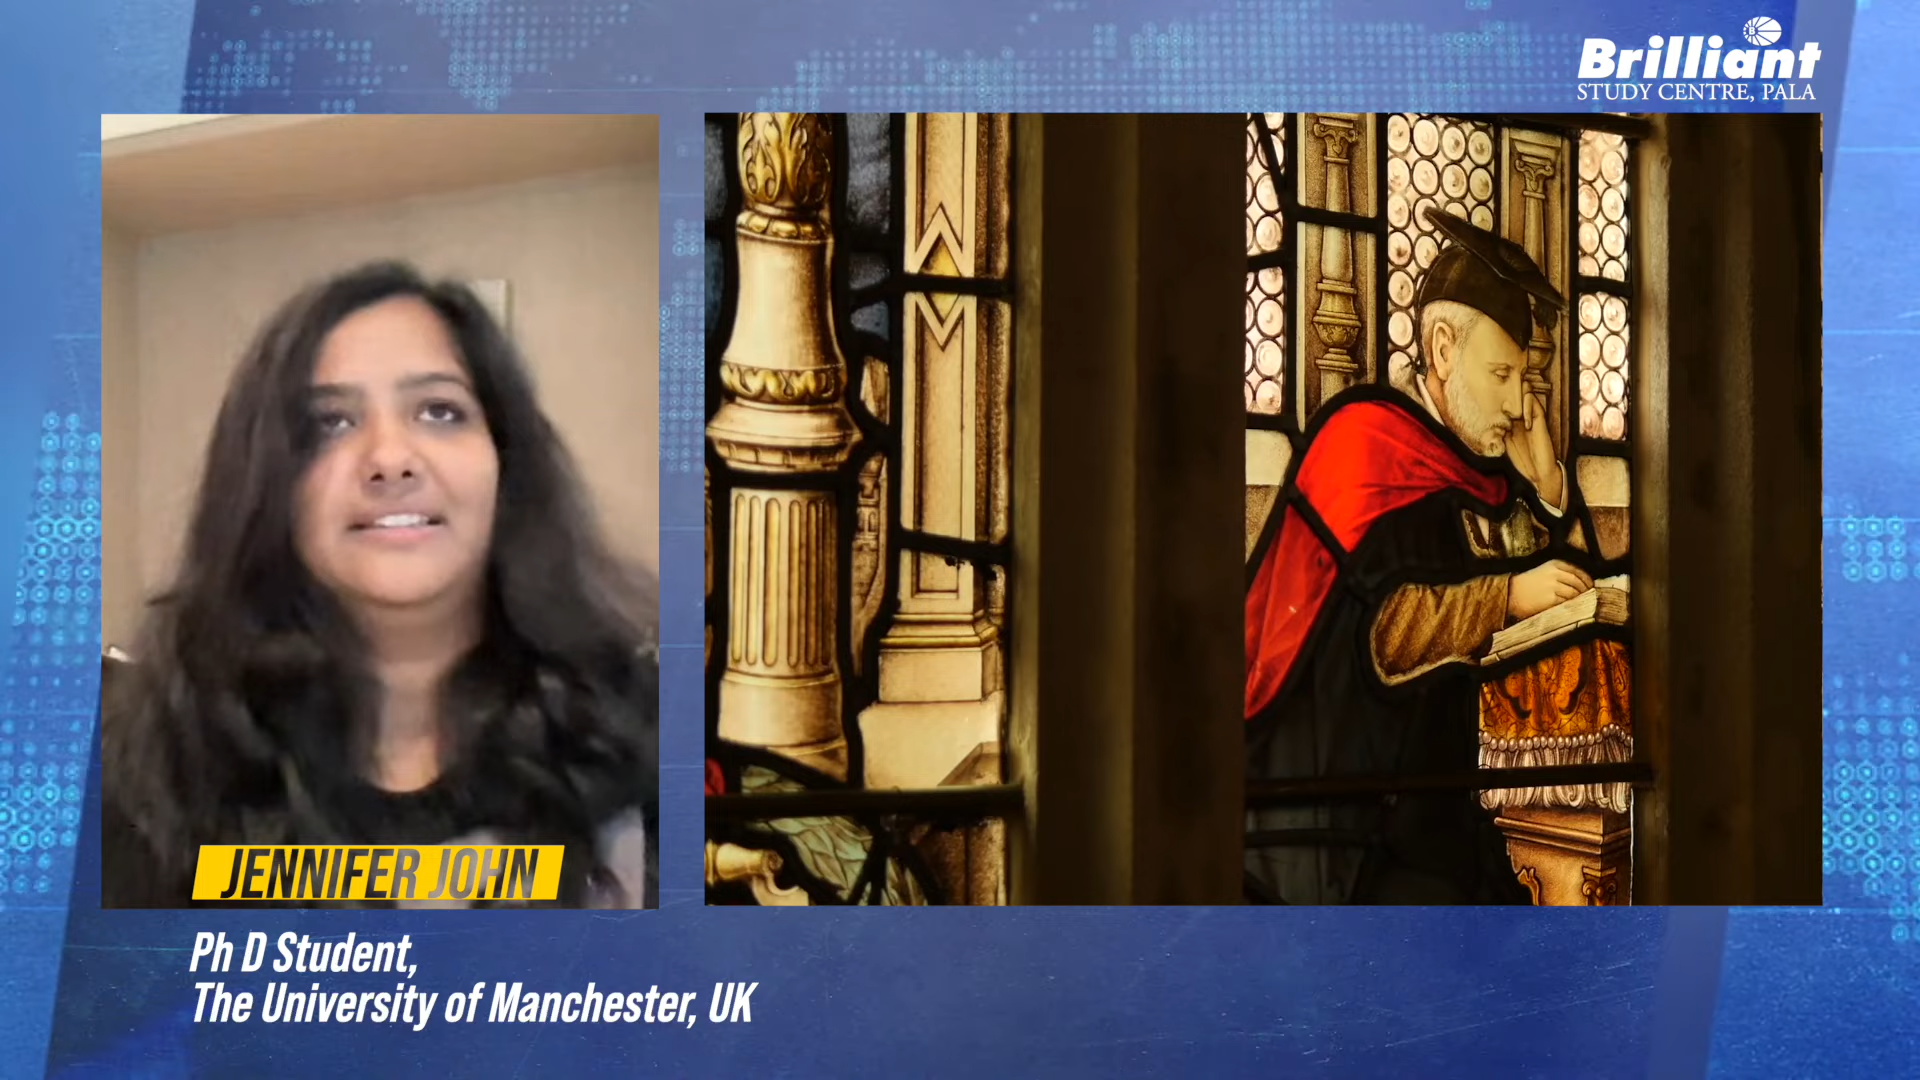 Brilliant
STUDY CENTRE, PALA
JENNIFER JOHN
Ph D Student,
The University of Manchester, UK